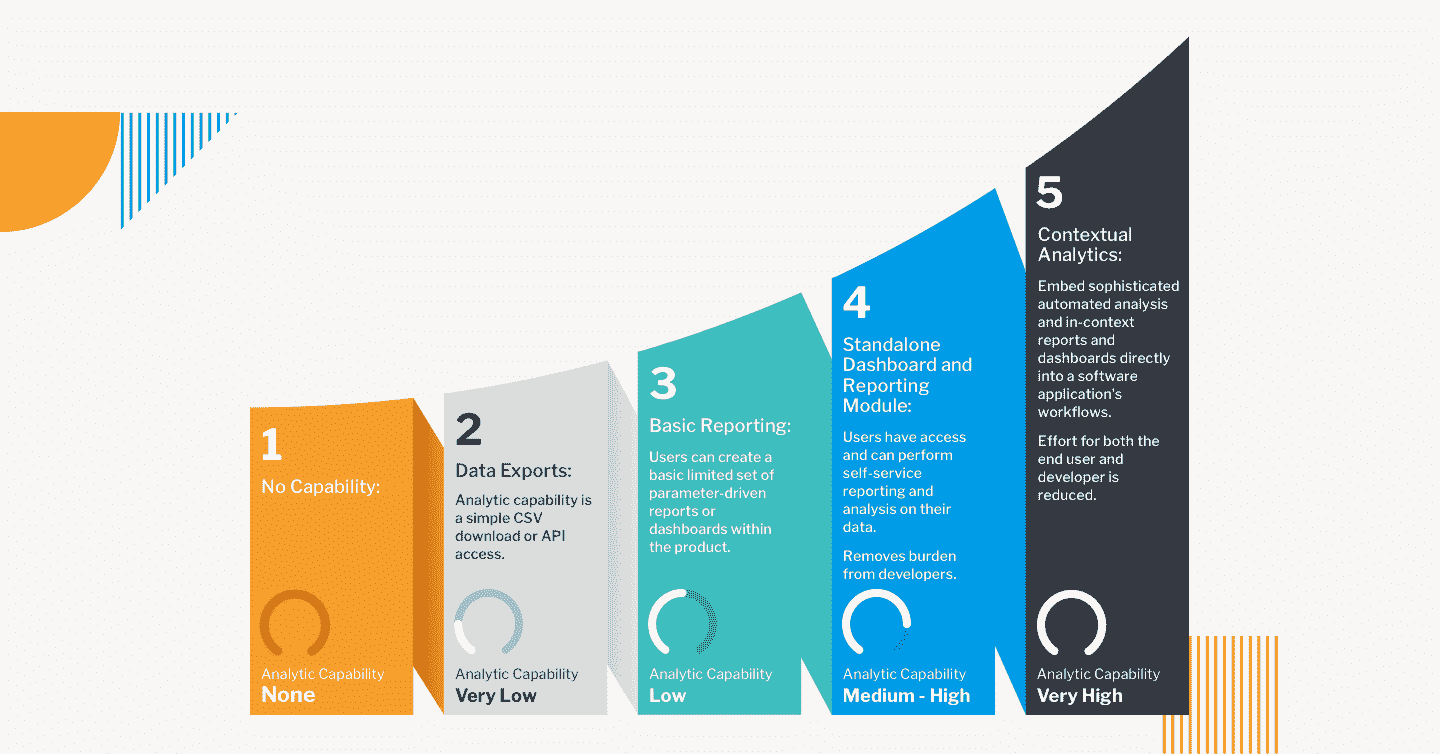 1
No Capability:
Analytic Capability
None
2
Data Exports:
Analytic capability is
a simple CSV
download or API
access.
Analytic Capability
Very Low
3
Basic Reporting:
Users can create a
basic limited set of
parameter-driven
reports or
dashboards within
the product.
Analytic Capability
Low
4
Standalone
Dashboard and
Reporting
Module:
Users have access
and can perform
self-service
reporting and
analysis on their
data.
Removes burden
from developers.
Analytic Capability
Medium - High
5
Contextual
Analytics:
Embed sophisticated
automated analysis
and in-context
reports and
dashboards directly
into a software
application's
workflows.
Effort for both the
end user and
developer is
reduced.
Analytic Capability
Very High